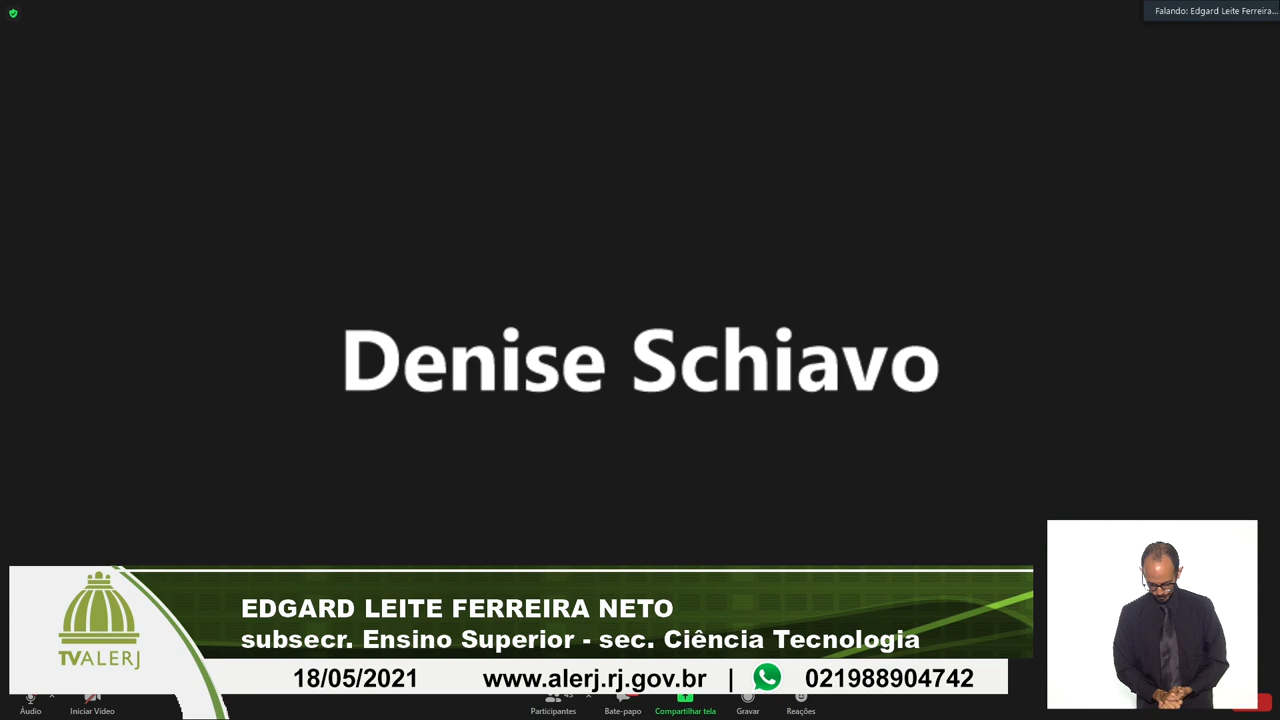 Falando: Edgard Leite Ferreira...
Denise Schiavo
EDGARD LEITE FERREIRA NETO
subsecr. Ensino Superior - sec. Ciência Tecnologia
TVALERJ
18/05/2021 www.alerj.rj.gov.br | 021988904742
Áudio Iniciar Vídeo Participantes Bate-papo Compartilhar tela Gravar Reações